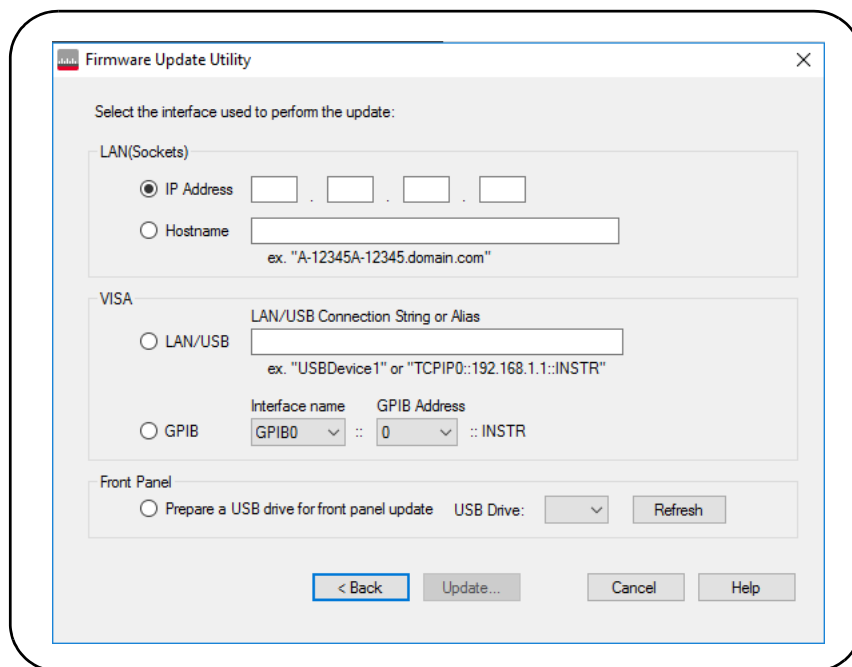 Firmware Update Utility
Select the interface used to perform the update:
LAN(Sockets)
IP Address . . .
Hostname
ex. "A-12345A-12345.domain.com"
VISA
LAN/USB Connection String or Alias
LAN/USB
ex. "USBDevice1" or "TCPIP0::192.168.1.1::INSTR"
Interface name GPIB Address
GPIB GPIB0 :: 0 :: INSTR
Front Panel
Prepare a USB drive for front panel update USB Drive: Refresh
< Back Update... Cancel Help